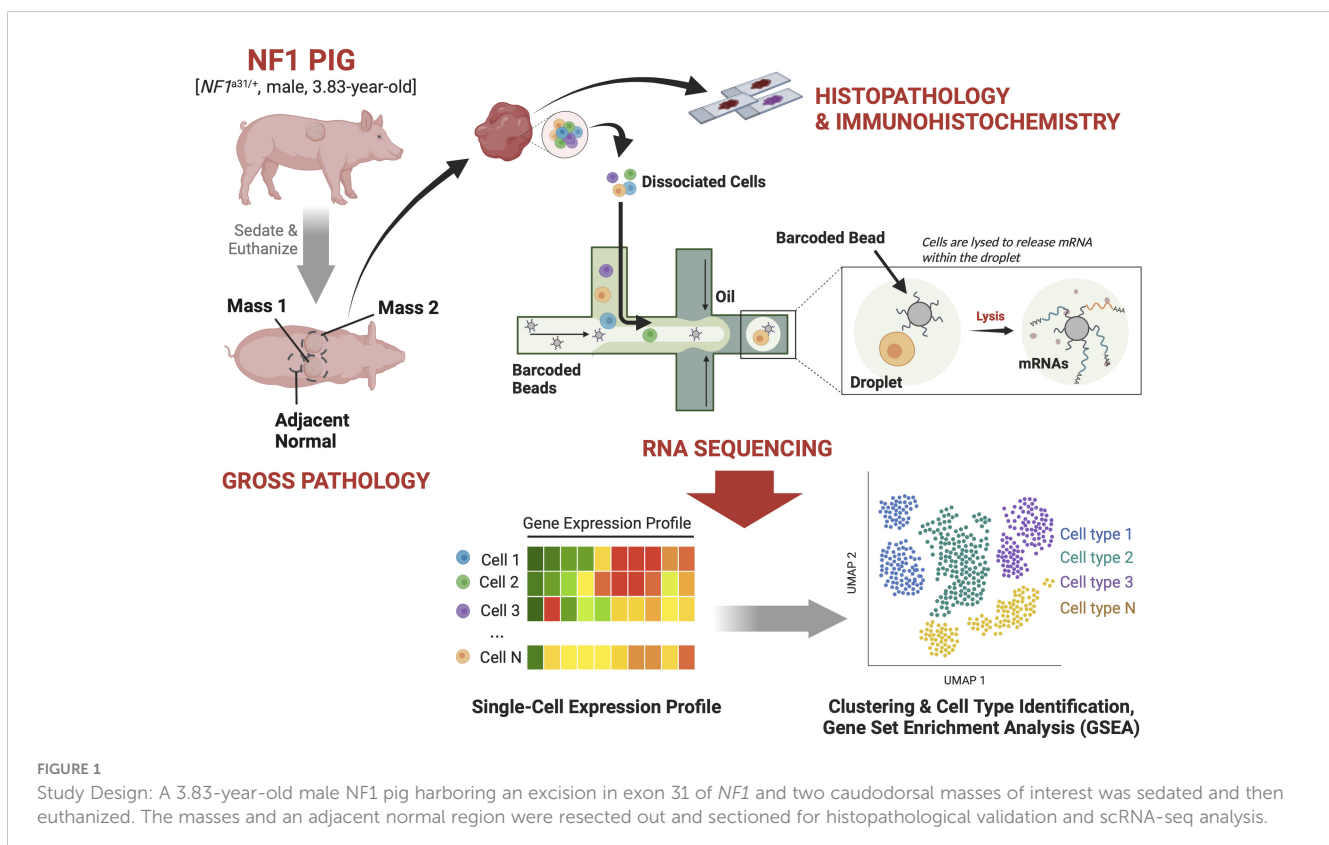 NF1 PIG
[NF1ᵃ³¹/⁺, male, 3.83-year-old]
Sedate &
Euthanize
Mass 1
Mass 2
Adjacent
Normal
GROSS PATHOLOGY
HISTOPATHOLOGY
& IMMUNOHISTOCHEMISTRY
Dissociated Cells
Barcoded
Beads
Oil
Barcoded Bead
Cells are lysed to release mRNA
within the droplet
Droplet
Lysis
AAA
AAA
AAA
AAA
mRNAs
RNA SEQUENCING
Gene Expression Profile
Cell 1
Cell 2
Cell 3
...
Cell N
Single-Cell Expression Profile
UMAP 2
UMAP 1
Cell type 1
Cell type 2
Cell type 3
Cell type N
Clustering & Cell Type Identification,
Gene Set Enrichment Analysis (GSEA)
FIGURE 1
Study Design: A 3.83-year-old male NF1 pig harboring an excision in exon 31 of NF1 and two caudodorsal masses of interest was sedated and then
euthanized. The masses and an adjacent normal region were resected out and sectioned for histopathological validation and scRNA-seq analysis.